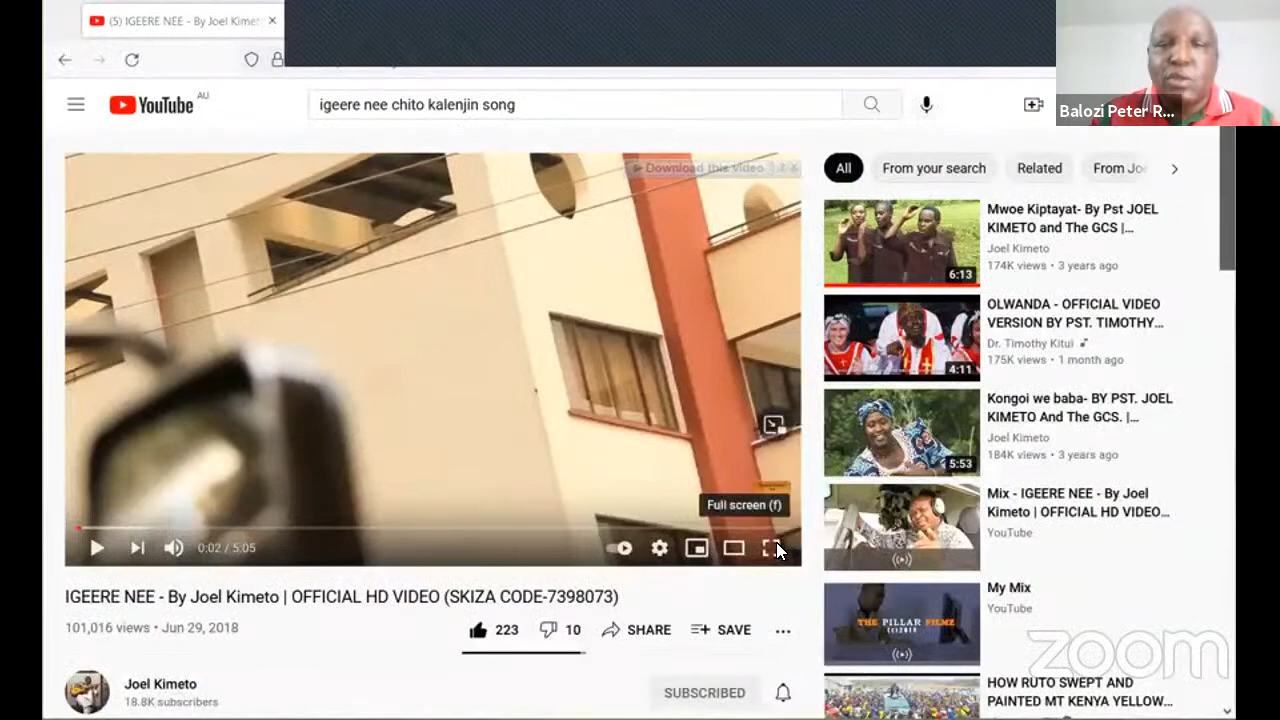 (5) IGEERE NEE - By Joel Kimet
YouTube AU
igeere nee chito kalenjin song
Balozi Peter R...
Download this video
All
From your search
Related
From Jo
Mwoe Kiptayat- By Pst JOEL
KIMETO and The GCS |...
Joel Kimeto
174K views • 3 years ago
6:13
OLWANDA - OFFICIAL VIDEO
VERSION BY PST. TIMOTHY...
Dr. Timothy Kitui
175K views • 1 month ago
4:11
Kongoi we baba- BY PST. JOEL
KIMETO And The GCS. |...
Joel Kimeto
184K views • 3 years ago
5:53
Mix - IGEERE NEE - By Joel
Kimeto | OFFICIAL HD VIDEO...
YouTube
My Mix
YouTube
THE PILLAR FILMZ
(c)2018
HOW RUTO SWEPT AND
PAINTED MT KENYA YELLOW...
Full screen (f)
0:02 / 5:05
IGEERE NEE - By Joel Kimeto | OFFICIAL HD VIDEO (SKIZA CODE-7398073)
101,016 views • Jun 29, 2018
223
10
SHARE
SAVE
Joel Kimeto
18.8K subscribers
SUBSCRIBED
zoom